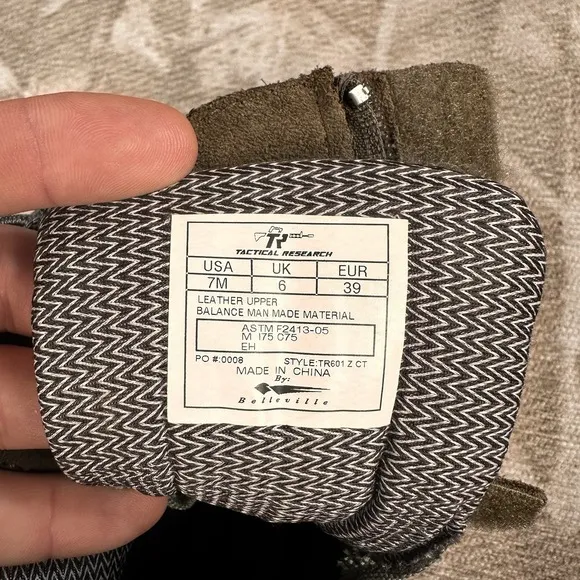 TR
TACTICAL RESEARCH
USA UK EUR
7M 6 39
LEATHER UPPER
BALANCE MAN MADE MATERIAL
ASTM F2413-05
M I75 C75
EH
PO #:0008 STYLE:TR601 Z CT
MADE IN CHINA
By:
Belleville